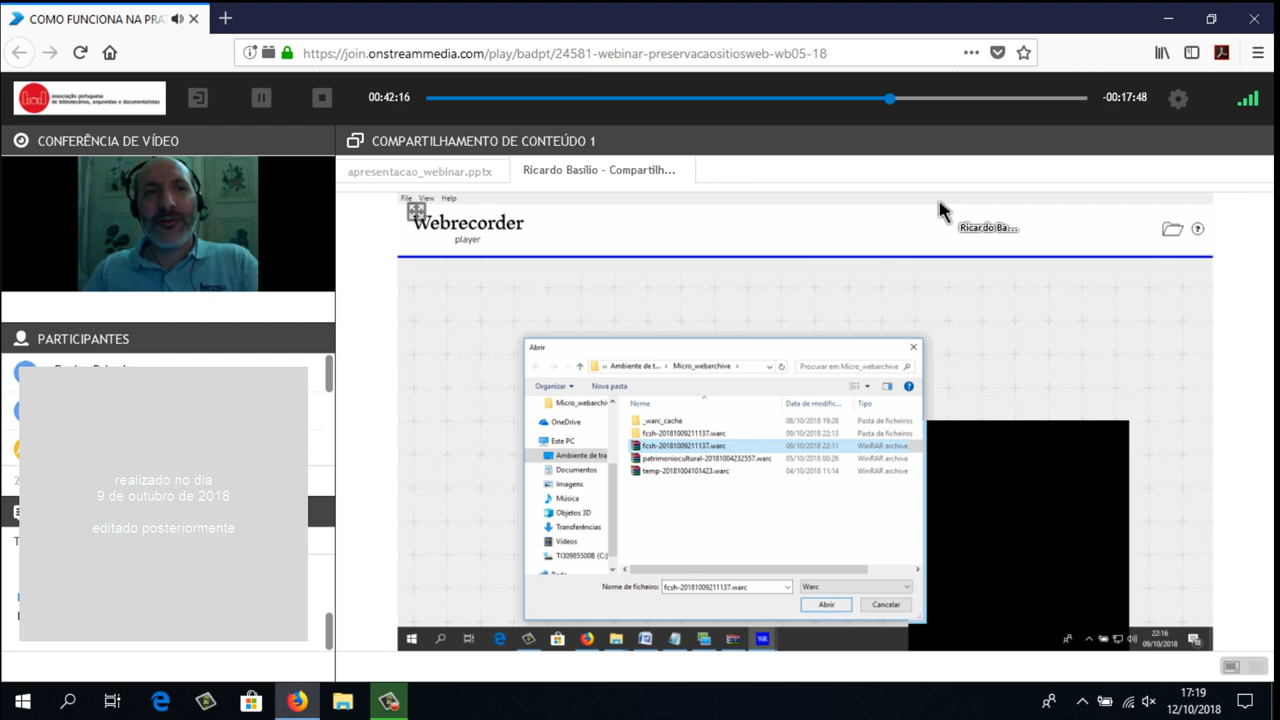 COMO FUNCIONA NA PRA
https://join.onstreammedia.com/play/badpt/24581-webinar-preservacaositiosweb-wb05-18
associação portuguesa
de bibliotecários, arquivistas e documentalistas
00:42:16
-00:17:48
CONFERÊNCIA DE VÍDEO
COMPARTILHAMENTO DE CONTEÚDO 1
apresentacao_webinar.pptx
Ricardo Basílio - Compartilh...
File View Help
Webrecorder
player
Ricardo Ba...
PARTICIPANTES
realizado no dia
9 de outubro de 2018
editado posteriormente
Abrir
« Ambiente de t... › Micro_webarchive ›
Procurar em Micro_webarchive
Organizar
Nova pasta
Micro_webarchiv
OneDrive
Este PC
Ambiente de tra
Documentos
Imagens
Música
Objetos 3D
Transferências
Vídeos
TI30985500B (C:)
Nome
Data de modific...
Tipo
_warc_cache
08/10/2018 19:28
Pasta de ficheiros
fcsh-20181009211137.warc
09/10/2018 22:13
Pasta de ficheiros
fcsh-20181009211137.warc
09/10/2018 22:11
WinRAR archive
patrimoniocultural-20181004232557.warc
05/10/2018 00:26
WinRAR archive
temp-20181004101423.warc
04/10/2018 11:14
WinRAR archive
Nome de ficheiro:
fcsh-20181009211137.warc
Warc
Abrir
Cancelar
22:16
09/10/2018
17:19
12/10/2018